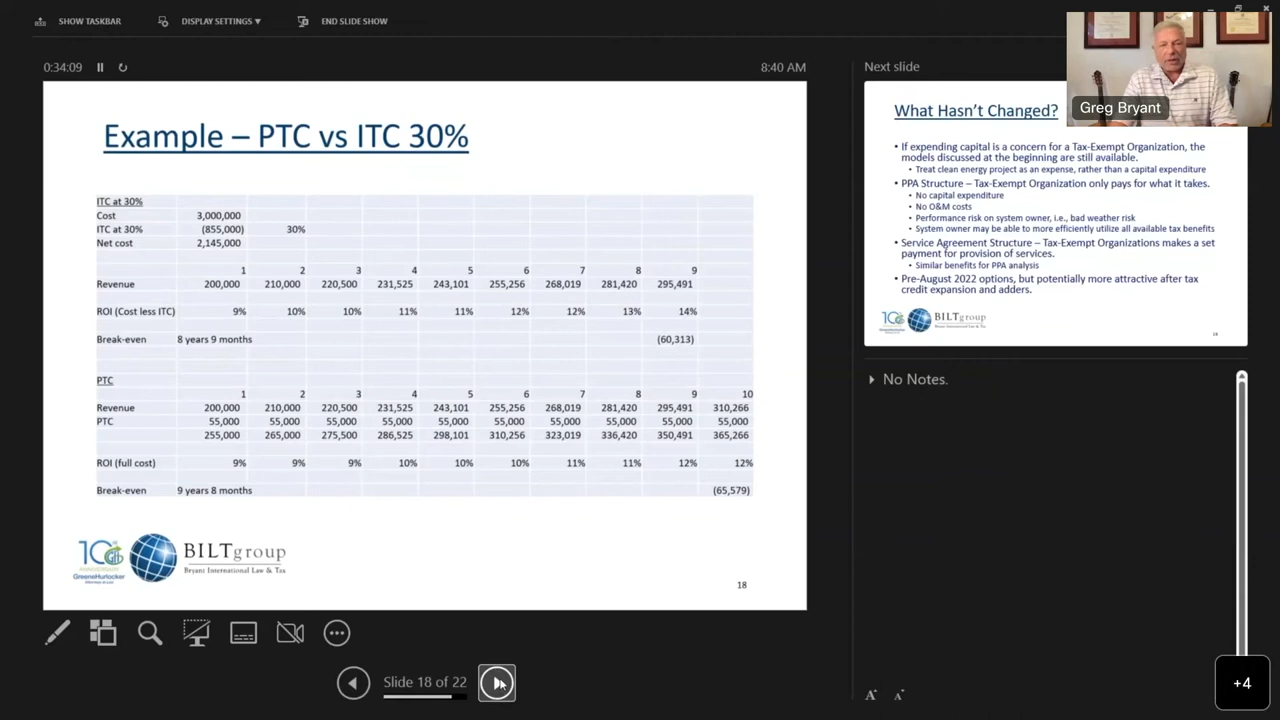 SHOW TASKBAR
DISPLAY SETTINGS ▾
END SLIDE SHOW
0:34:09
8:40 AM
Example – PTC vs ITC 30%
ITC at 30%
Cost 3,000,000
ITC at 30% (855,000) 30%
Net cost 2,145,000
1 2 3 4 5 6 7 8 9
Revenue 200,000 210,000 220,500 231,525 243,101 255,256 268,019 281,420 295,491
ROI (Cost less ITC) 9% 10% 10% 11% 11% 12% 12% 13% 14%
Break-even 8 years 9 months (60,313)
PTC
1 2 3 4 5 6 7 8 9 10
Revenue 200,000 210,000 220,500 231,525 243,101 255,256 268,019 281,420 295,491 310,266
PTC 55,000 55,000 55,000 55,000 55,000 55,000 55,000 55,000 55,000 55,000
255,000 265,000 275,500 286,525 298,101 310,256 323,019 336,420 350,491 365,266
ROI (full cost) 9% 9% 9% 10% 10% 10% 11% 11% 12% 12%
Break-even 9 years 8 months (65,579)
10
ANNIVERSARY
GreeneHurlocker
Attorneys at Law
BILTgroup
Bryant International Law & Tax
18
Slide 18 of 22
Next slide
Greg Bryant
What Hasn't Changed?
• If expending capital is a concern for a Tax-Exempt Organization, the
models discussed at the beginning are still available.
• Treat clean energy project as an expense, rather than a capital expenditure
• PPA Structure – Tax-Exempt Organization only pays for what it takes.
• No capital expenditure
• No O&M costs
• Performance risk on system owner, i.e., bad weather risk
• System owner may be able to more efficiently utilize all available tax benefits
• Service Agreement Structure – Tax-Exempt Organizations makes a set
payment for provision of services.
• Similar benefits for PPA analysis
• Pre-August 2022 options, but potentially more attractive after tax
credit expansion and adders.
BILTgroup
Bryant International Law & Tax
No Notes.
+4